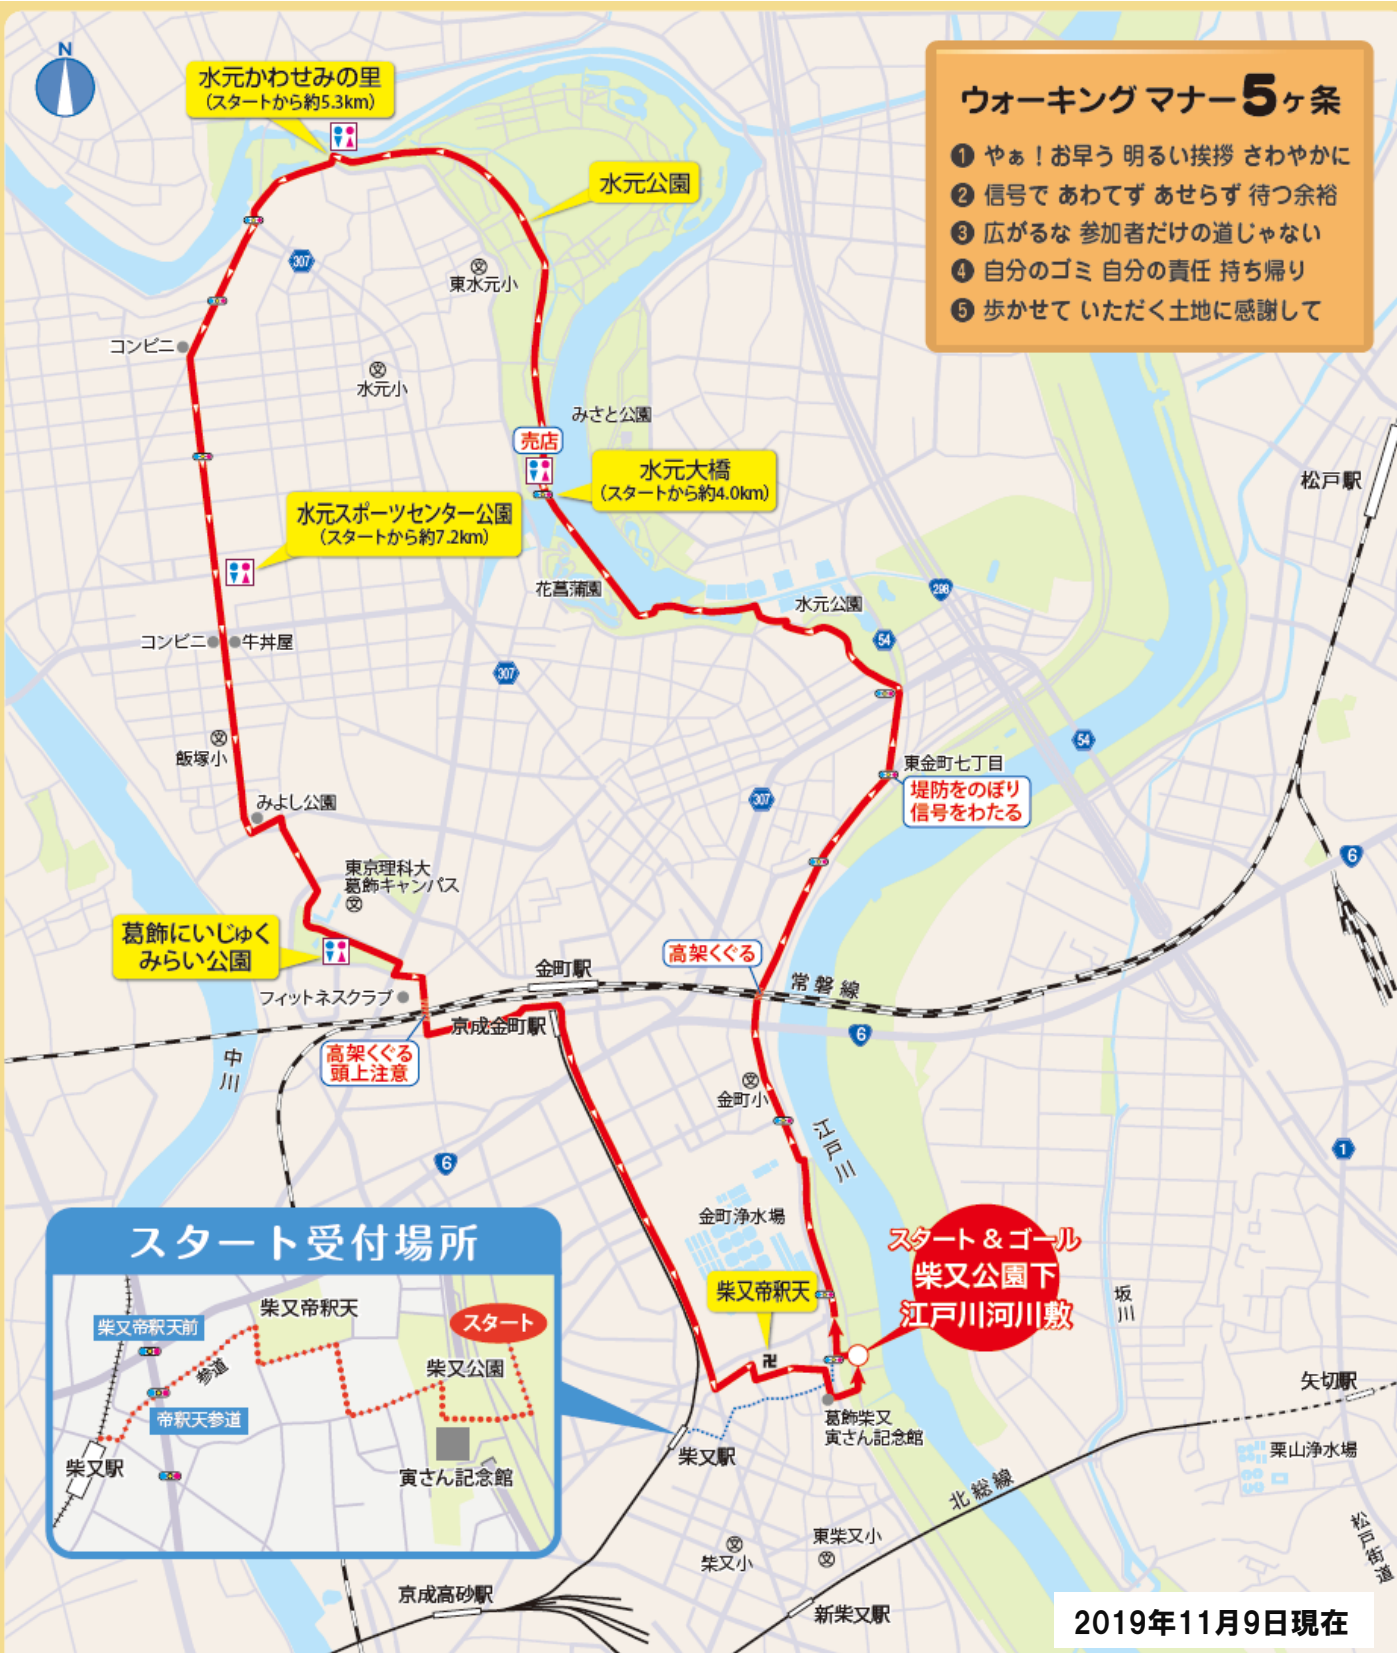 N
水元かわせみの里
(スタートから約5.3km)
ウォーキング マナー5ヶ条
❶ やぁ！お早う 明るい挨拶 さわやかに
❷ 信号で あわてず あせらず 待つ余裕
❸ 広がるな 参加者だけの道じゃない
❹ 自分のゴミ 自分の責任 持ち帰り
❺ 歩かせて いただく土地に感謝して
水元公園
307
東水元小
コンビニ
水元小
みさと公園
売店
水元大橋
(スタートから約4.0km)
松戸駅
水元スポーツセンター公園
(スタートから約7.2km)
花菖蒲園
水元公園
298
54
コンビニ
牛丼屋
307
飯塚小
54
東金町七丁目
堤防をのぼり
信号をわたる
307
みよし公園
6
東京理科大
葛飾キャンパス
葛飾にいじゅく
みらい公園
高架くぐる
金町駅
常磐線
フィットネスクラブ
京成金町駅
6
高架くぐる
頭上注意
中川
金町小
江戸川
6
1
金町浄水場
スタート & ゴール
柴又公園下
江戸川河川敷
柴又帝釈天
坂川
矢切駅
葛飾柴又
寅さん記念館
柴又駅
栗山浄水場
北総線
松戸街道
東柴又小
柴又小
新柴又駅
京成高砂駅
スタート受付場所
柴又帝釈天
柴又帝釈天前
スタート
参道
柴又公園
帝釈天参道
柴又駅
寅さん記念館
2019年11月9日現在